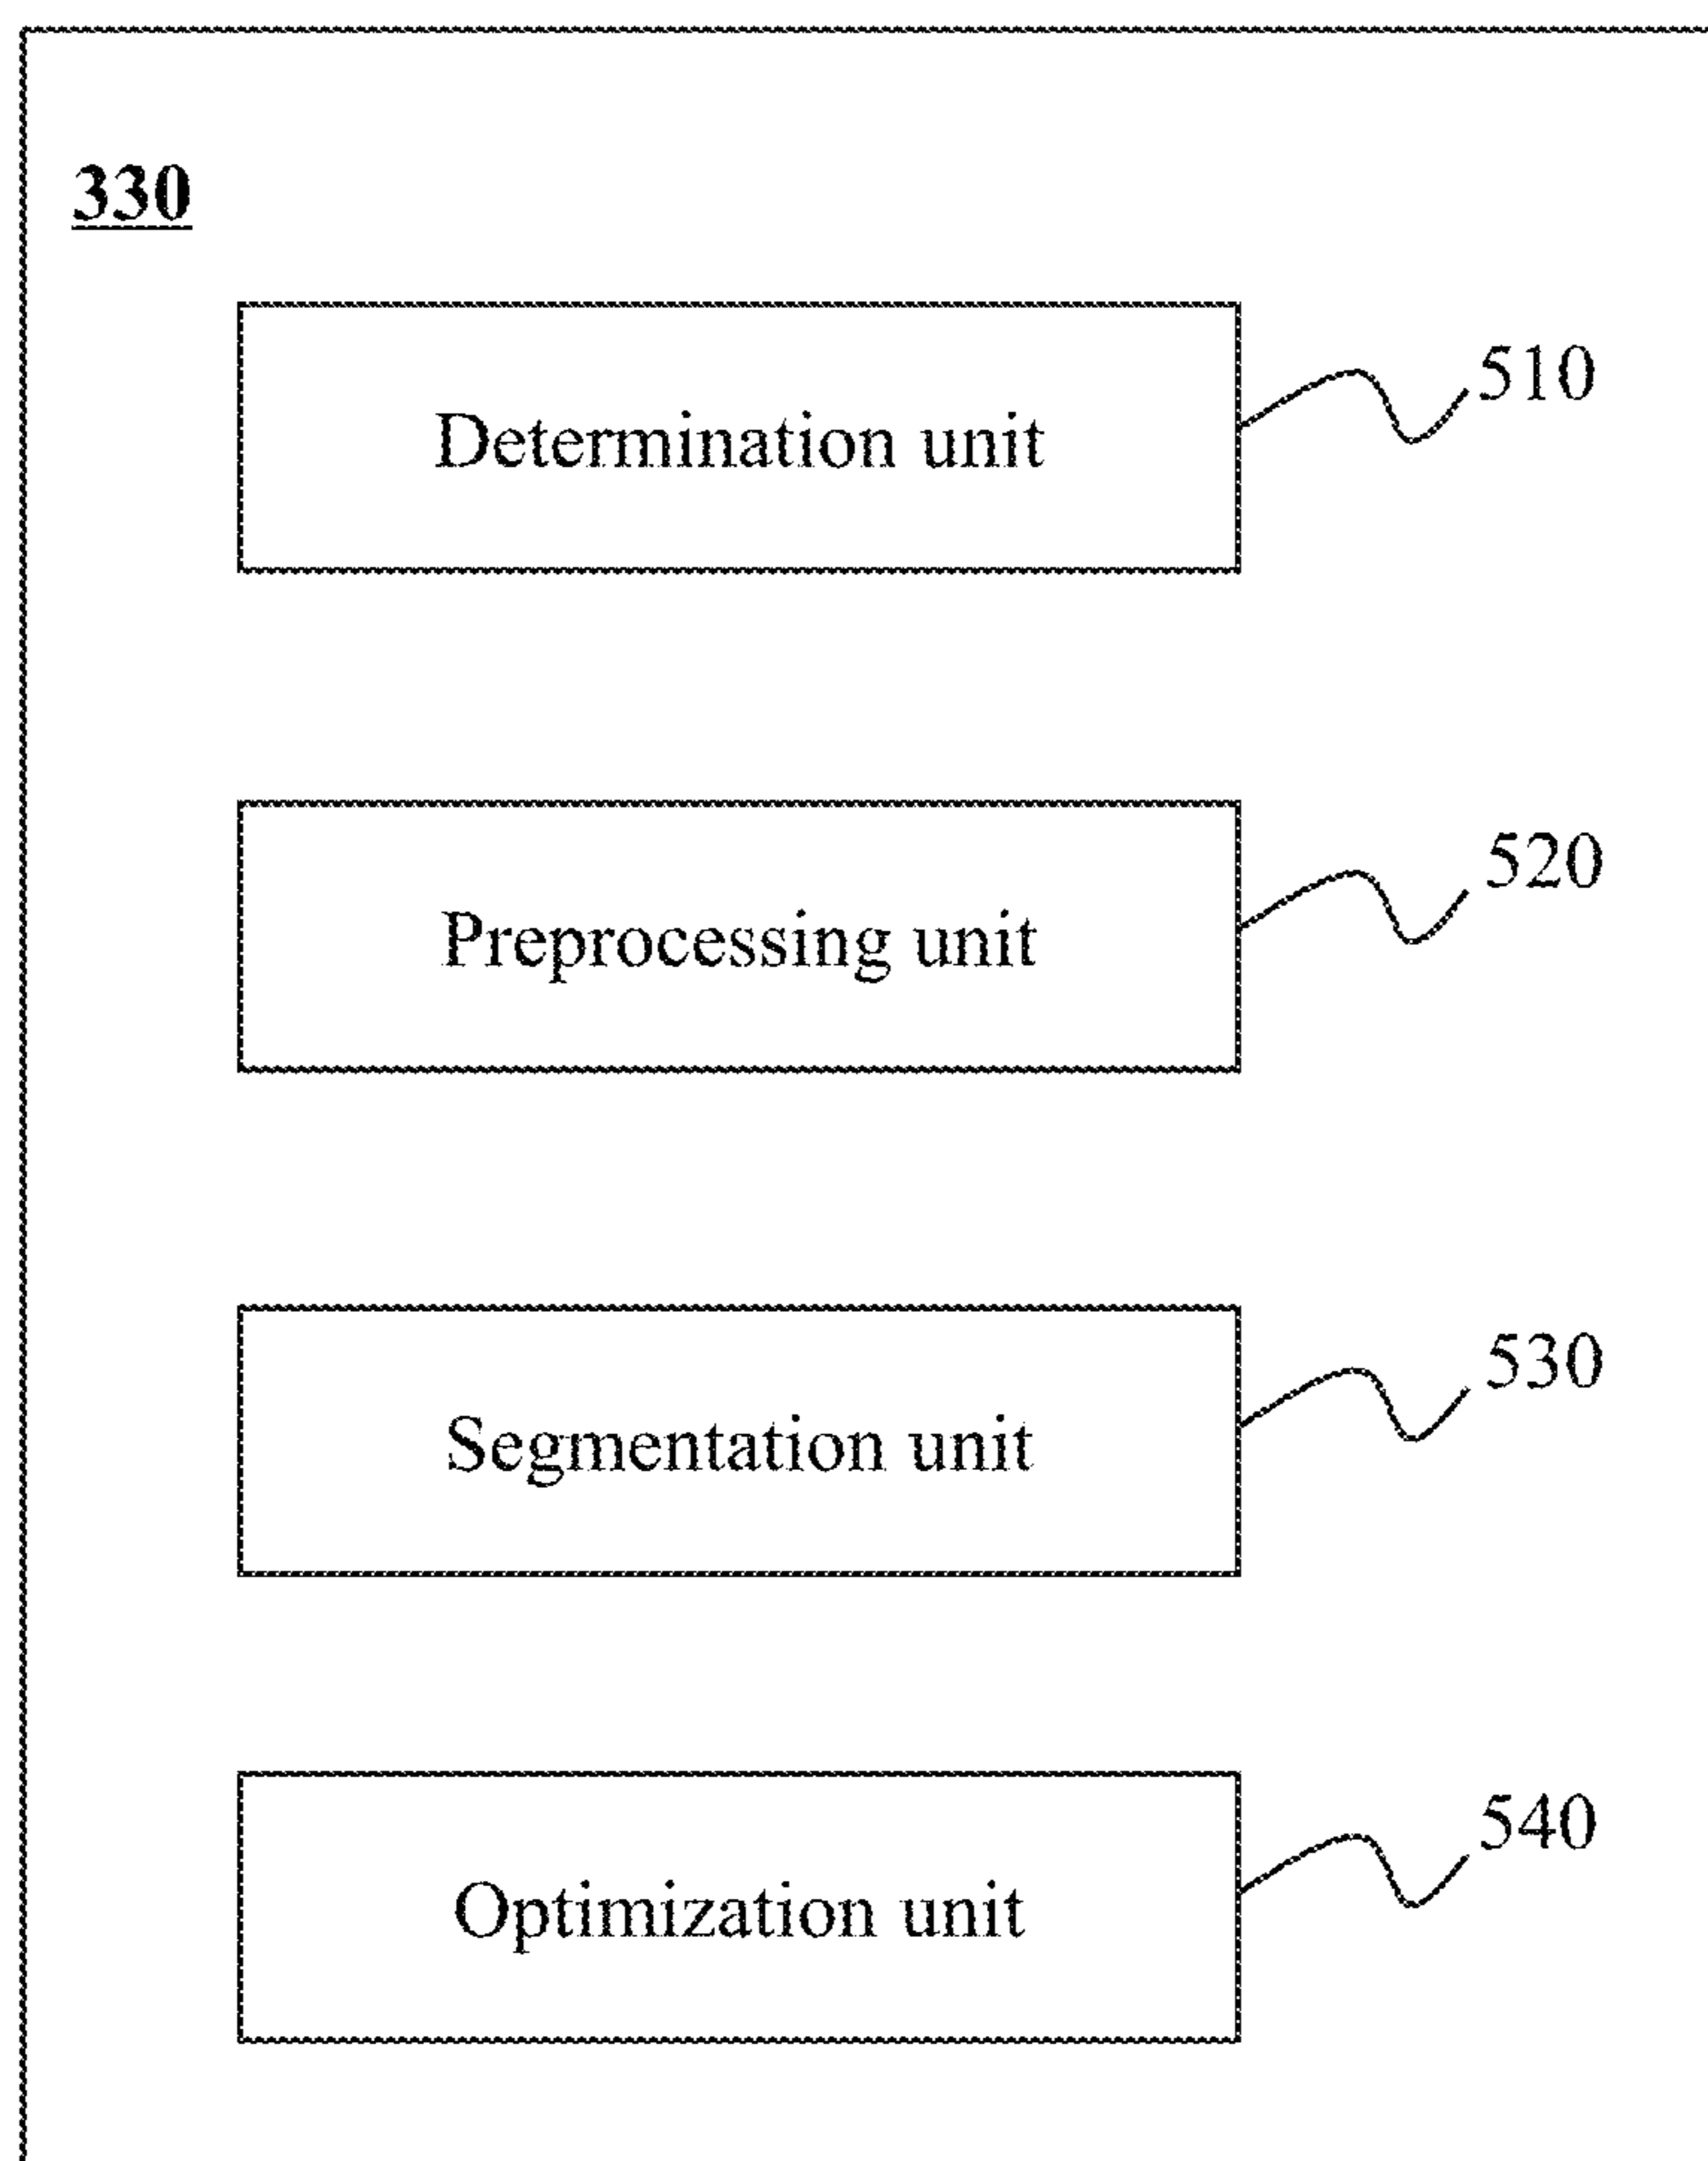 330
Determination unit
510
Preprocessing unit
520
Segmentation unit
530
Optimization unit
540